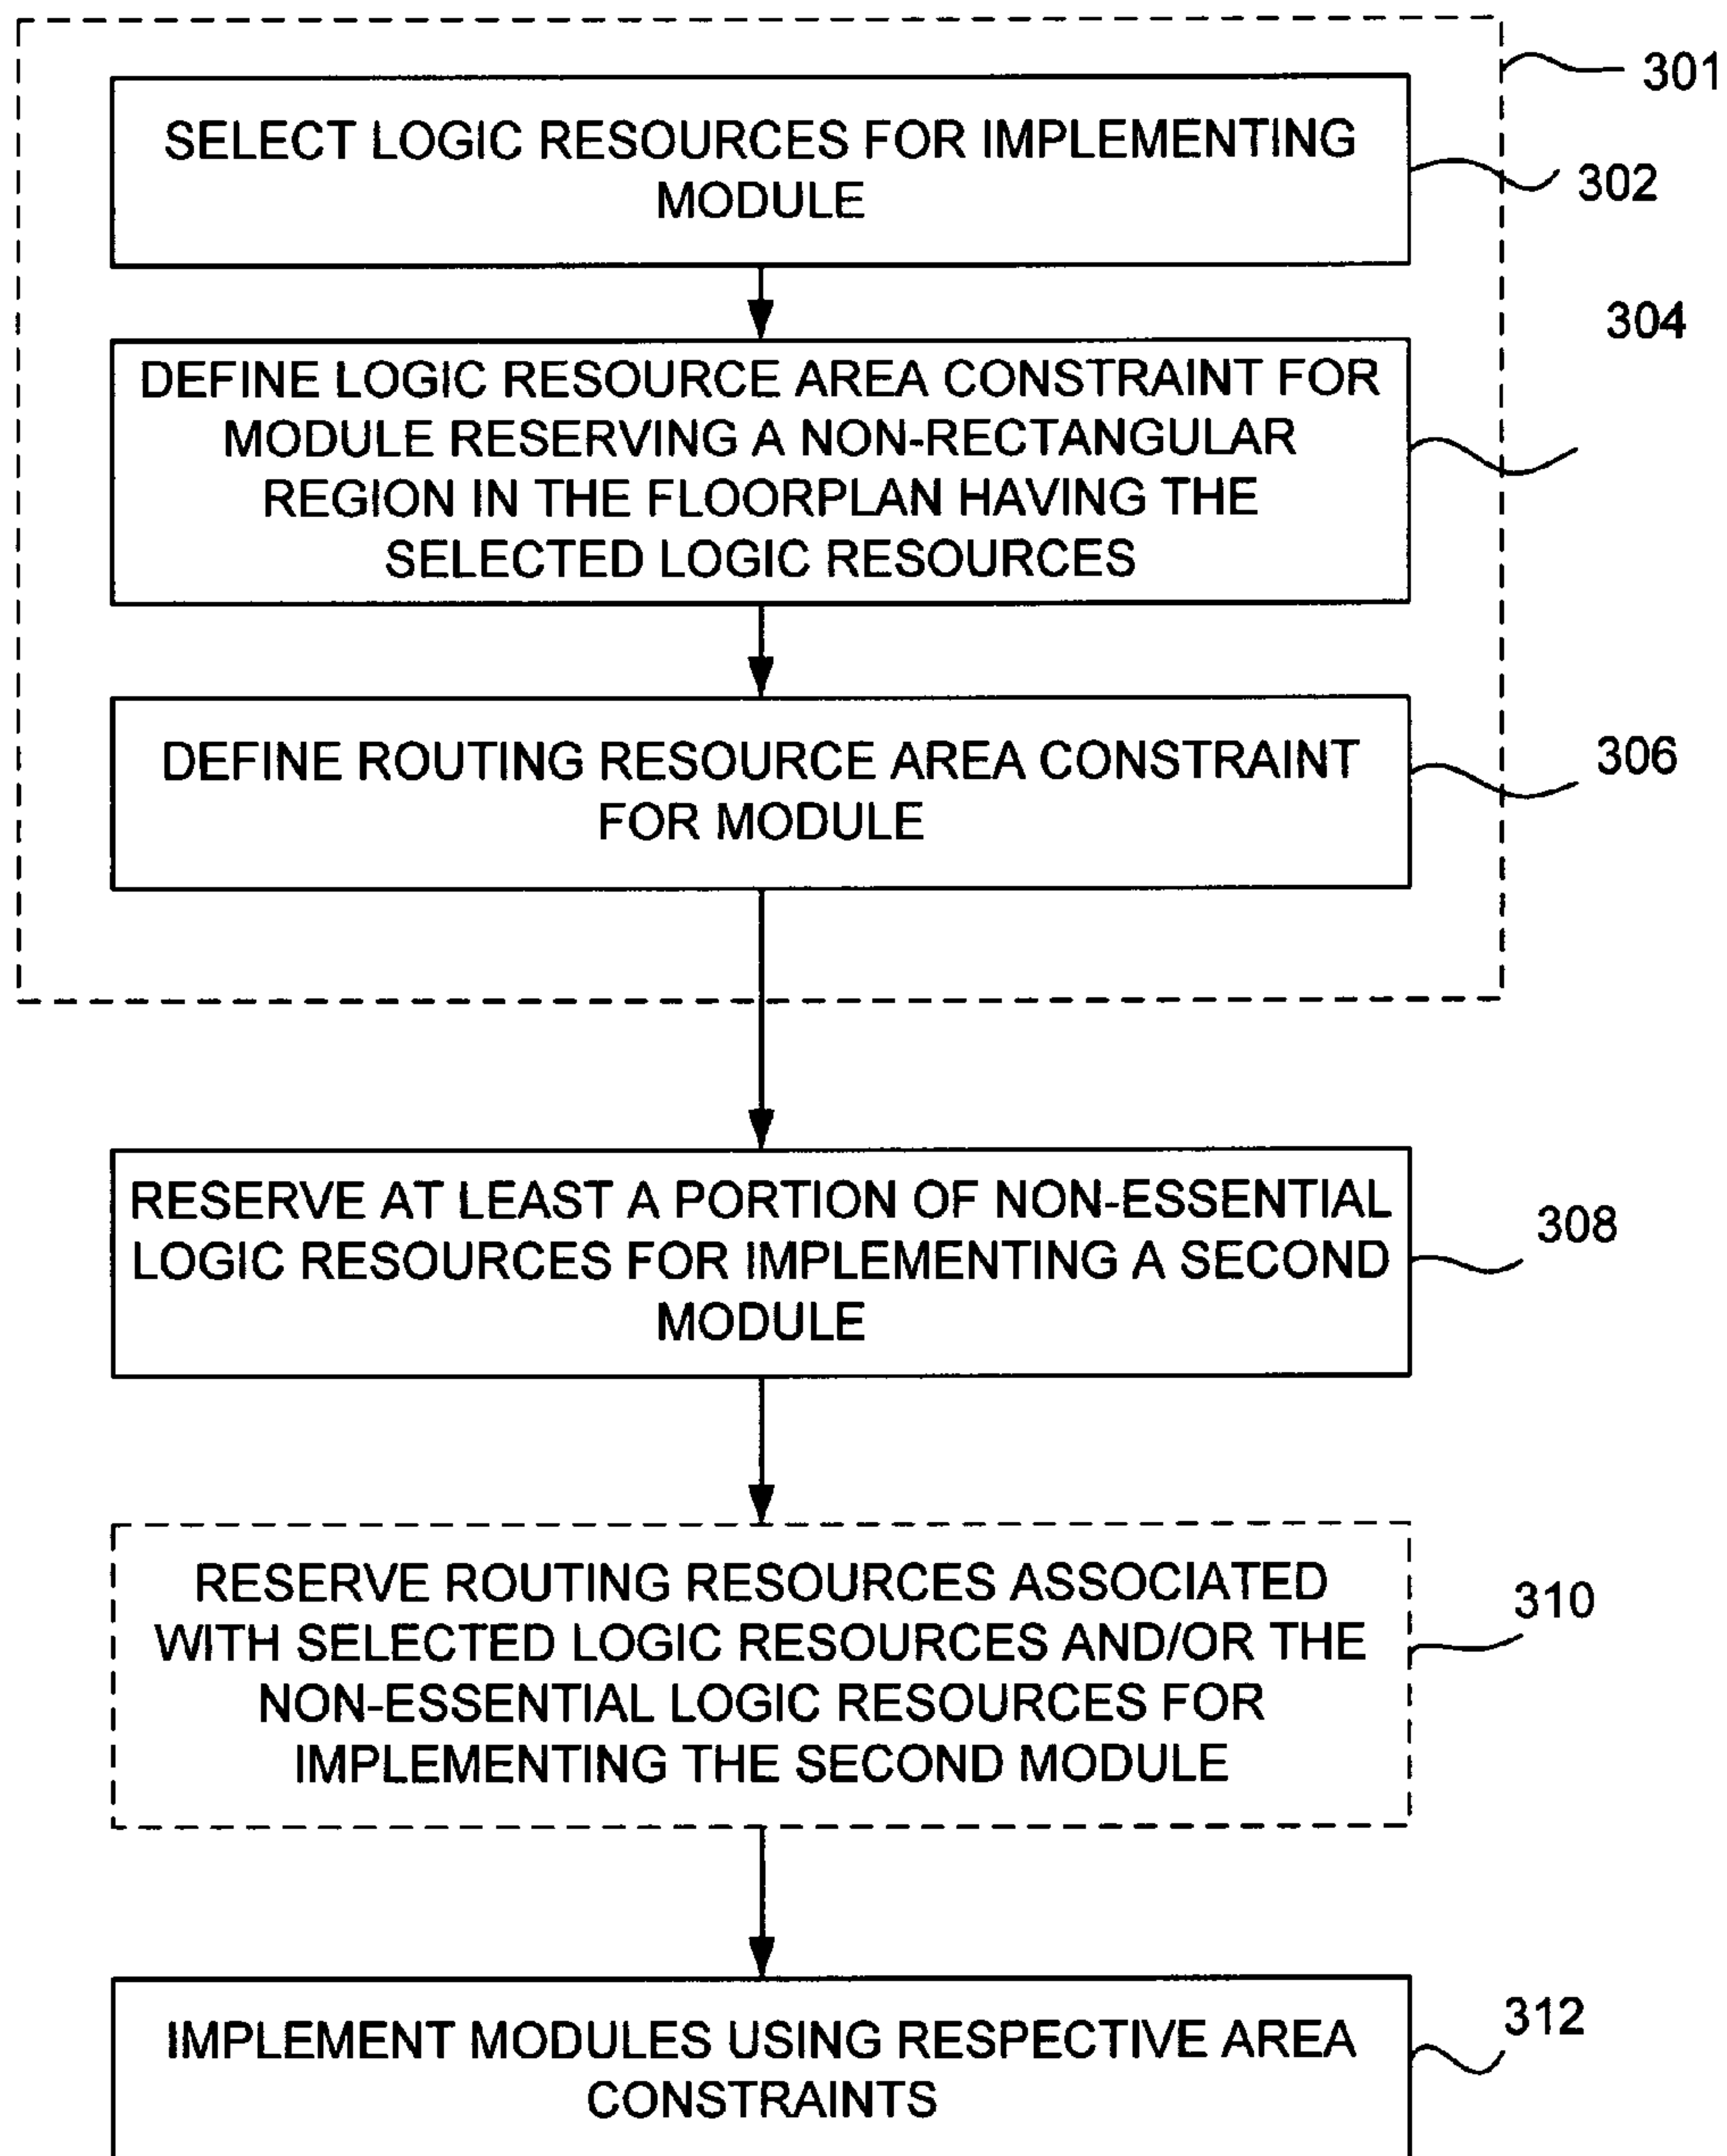 301
SELECT LOGIC RESOURCES FOR IMPLEMENTING
MODULE
302
304
DEFINE LOGIC RESOURCE AREA CONSTRAINT FOR
MODULE RESERVING A NON-RECTANGULAR
REGION IN THE FLOORPLAN HAVING THE
SELECTED LOGIC RESOURCES
DEFINE ROUTING RESOURCE AREA CONSTRAINT
FOR MODULE
306
RESERVE AT LEAST A PORTION OF NON-ESSENTIAL
LOGIC RESOURCES FOR IMPLEMENTING A SECOND
MODULE
308
RESERVE ROUTING RESOURCES ASSOCIATED
WITH SELECTED LOGIC RESOURCES AND/OR THE
NON-ESSENTIAL LOGIC RESOURCES FOR
IMPLEMENTING THE SECOND MODULE
310
IMPLEMENT MODULES USING RESPECTIVE AREA
CONSTRAINTS
312